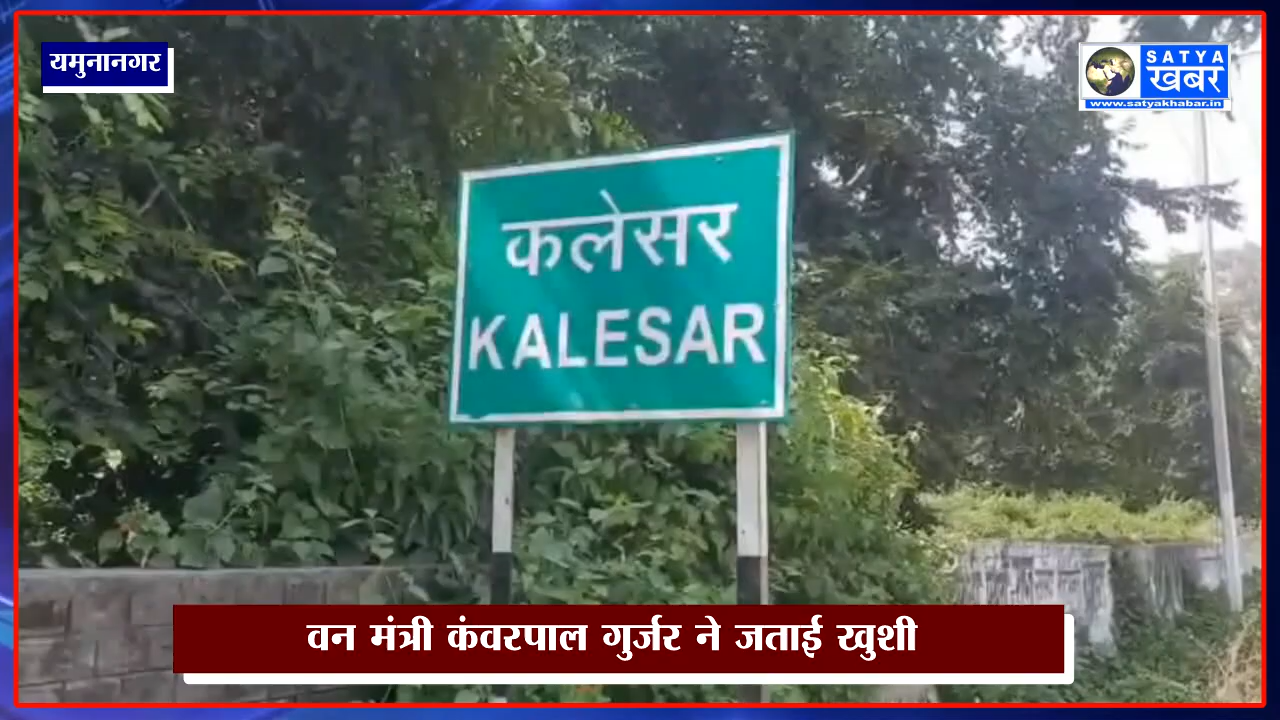 यमुनानगर
SATYA
खबर
www.satyakhabar.in
कलेसर
KALESAR
वन मंत्री कंवरपाल गुर्जर ने जताई खुशी